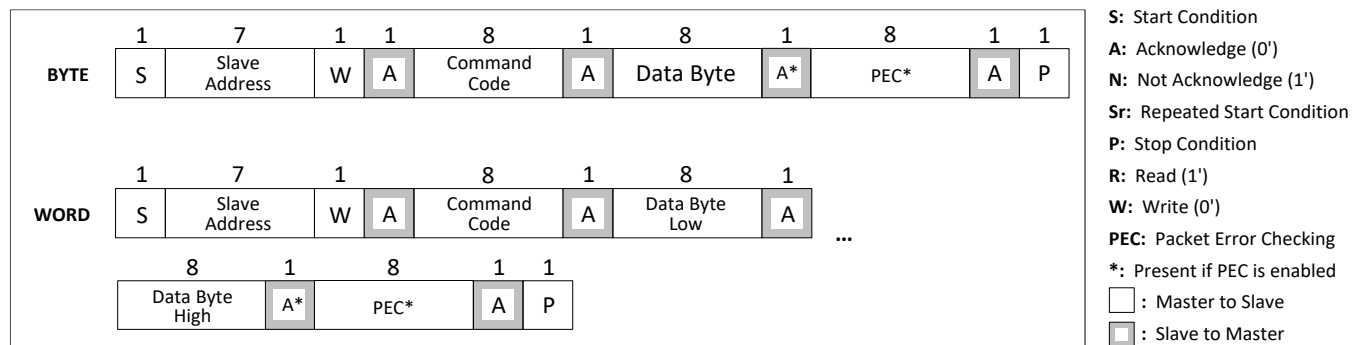 1 7 1 1 8 1 8 1 8 1 1
BYTE S Slave Address W A Command Code A Data Byte A* PEC* A P
1 7 1 8 1 8 1
WORD S Slave Address W A Command Code A Data Byte Low A ...
8 1 8 1 1
Data Byte High A* PEC* A P
S: Start Condition
A: Acknowledge (0')
N: Not Acknowledge (1')
Sr: Repeated Start Condition
P: Stop Condition
R: Read (1')
W: Write (0')
PEC: Packet Error Checking
*: Present if PEC is enabled
: Master to Slave
: Slave to Master